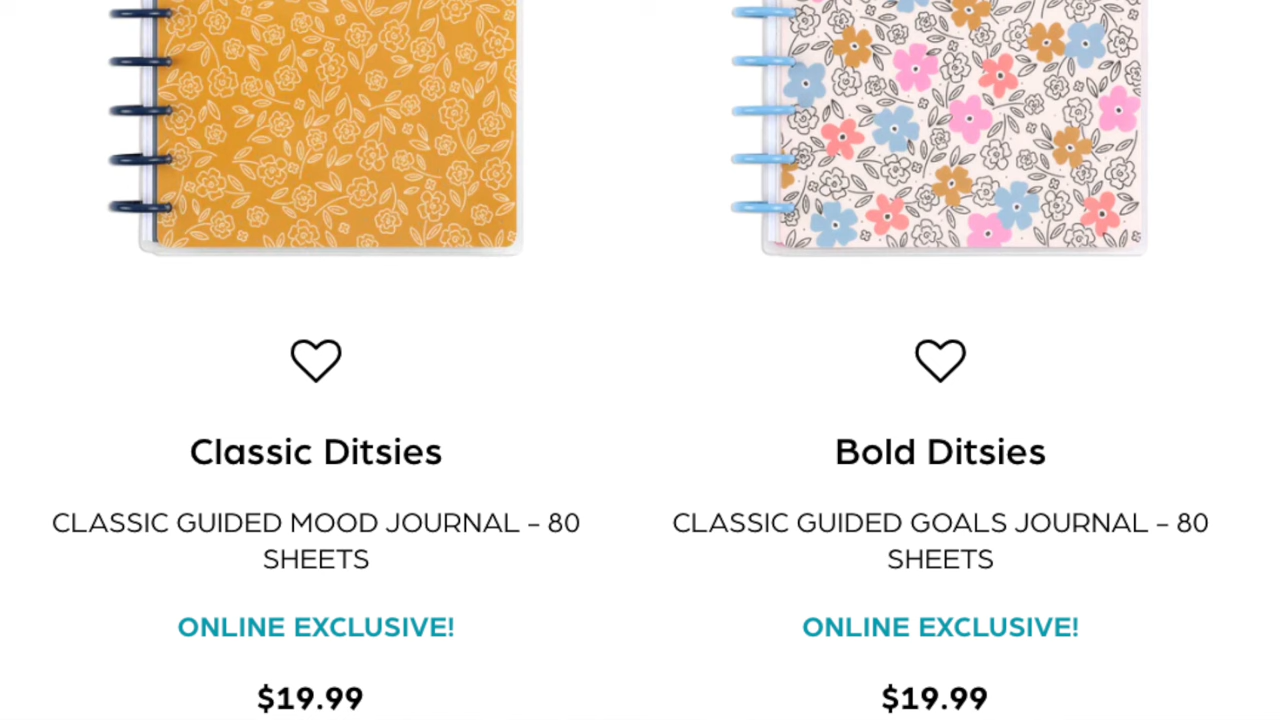 Classic Ditsies
CLASSIC GUIDED MOOD JOURNAL – 80
SHEETS
ONLINE EXCLUSIVE!
$19.99
Bold Ditsies
CLASSIC GUIDED GOALS JOURNAL – 80
SHEETS
ONLINE EXCLUSIVE!
$19.99